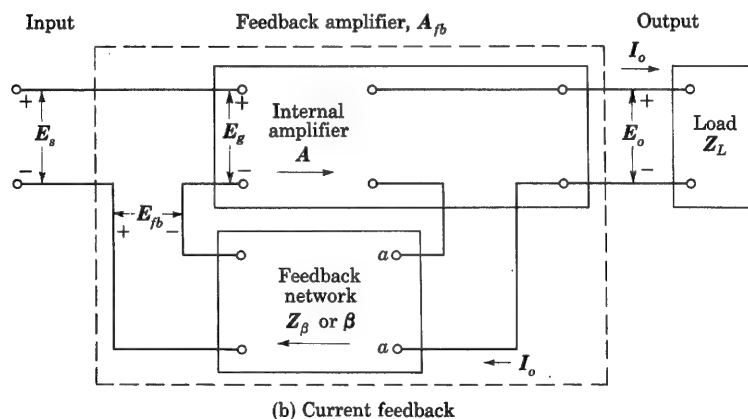 Input Feedback amplifier, A_fb Output
I_o
+ + +
Internal
amplifier
A
E_s E_g E_o
Load
Z_L
− − −
E_fb
+ −
a
Feedback
network
Z_β or β
a
I_o
(b) Current feedback